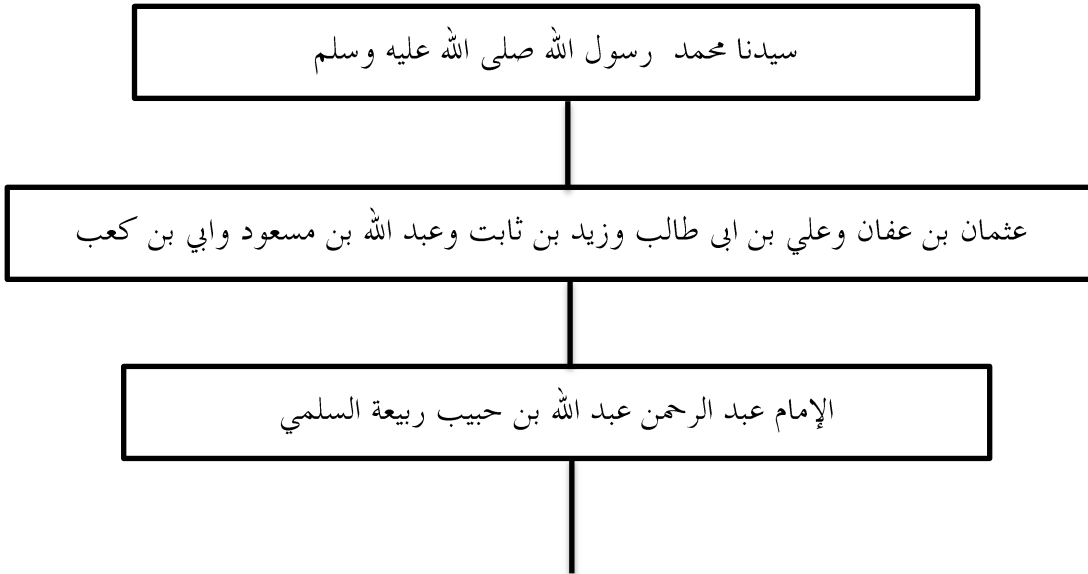 سيدنا محمد رسول الله صلى الله عليه وسلم
عثمان بن عفان وعلي بن ابى طالب وزيد بن ثابت وعبد الله بن مسعود وابي بن كعب
الإمام عبد الرحمن عبد الله بن حبيب ربيعة السلمي